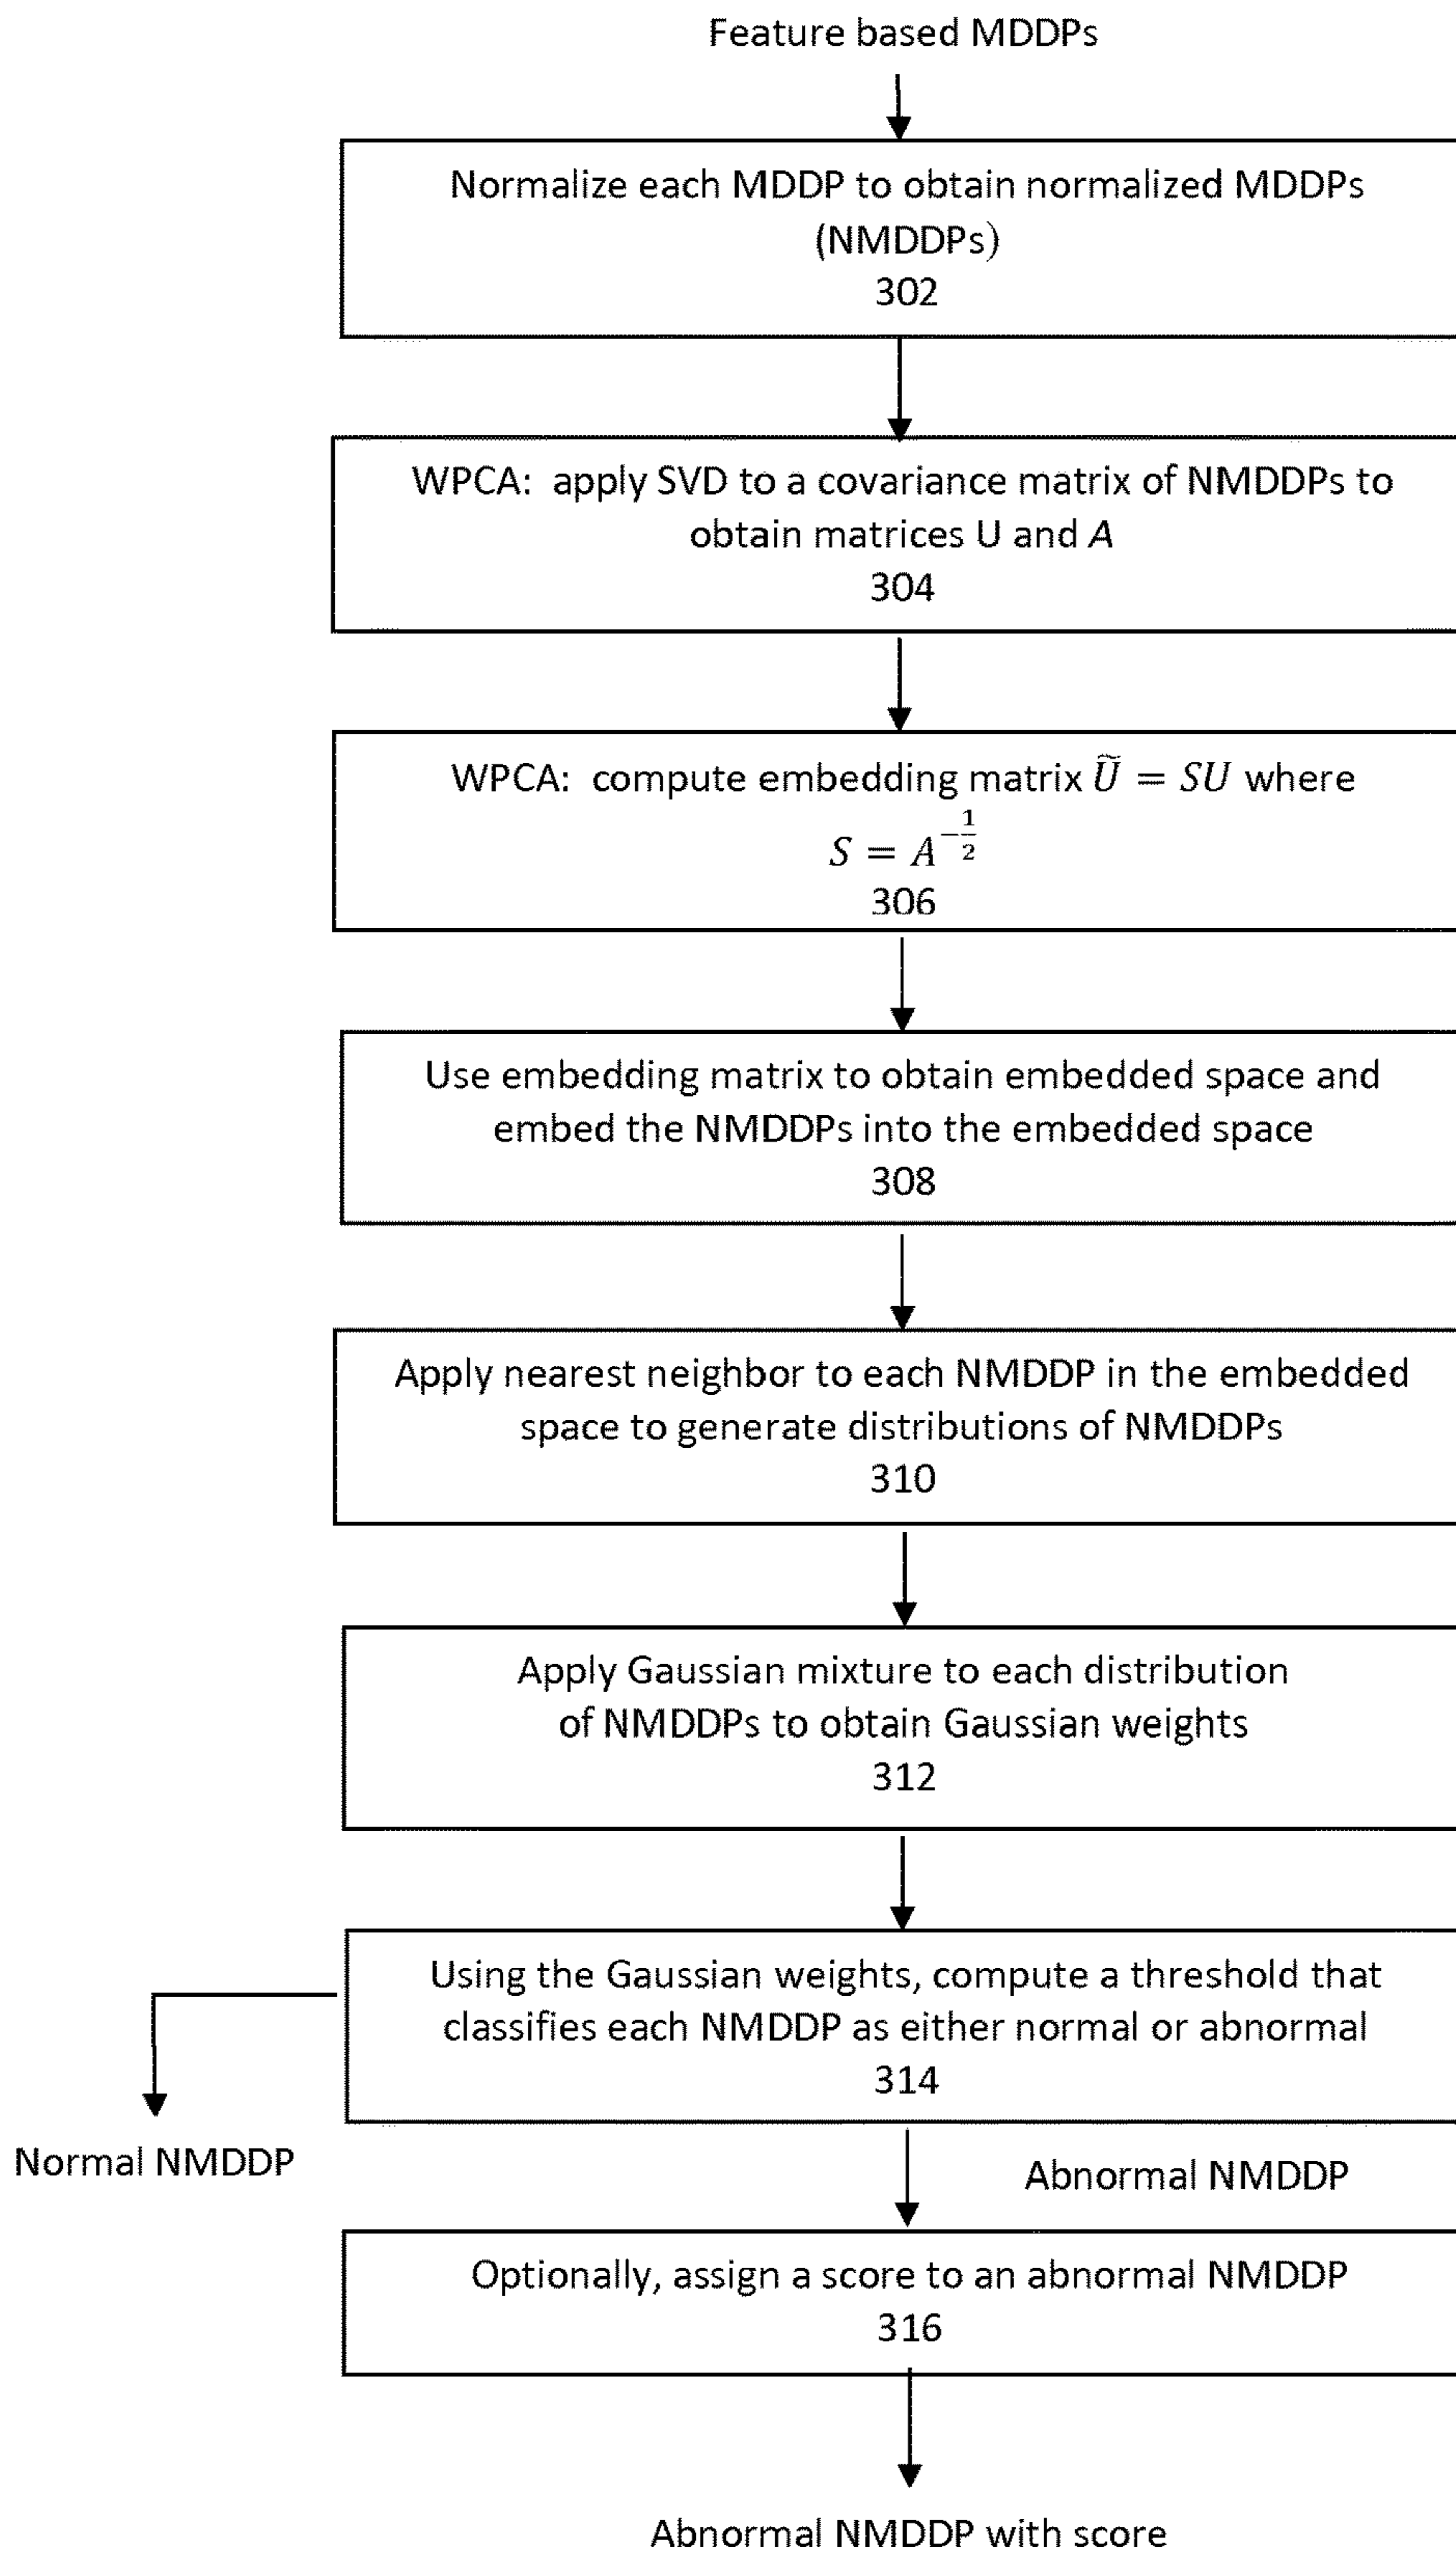 Feature based MDDPs
Normalize each MDDP to obtain normalized MDDPs
(NMDDPs)
302
WPCA: apply SVD to a covariance matrix of NMDDPs to
obtain matrices U and A
304
WPCA: compute embedding matrix Ũ = SU where
S = A^{-1/2}
306
Use embedding matrix to obtain embedded space and
embed the NMDDPs into the embedded space
308
Apply nearest neighbor to each NMDDP in the embedded
space to generate distributions of NMDDPs
310
Apply Gaussian mixture to each distribution
of NMDDPs to obtain Gaussian weights
312
Using the Gaussian weights, compute a threshold that
classifies each NMDDP as either normal or abnormal
314
Normal NMDDP
Abnormal NMDDP
Optionally, assign a score to an abnormal NMDDP
316
Abnormal NMDDP with score